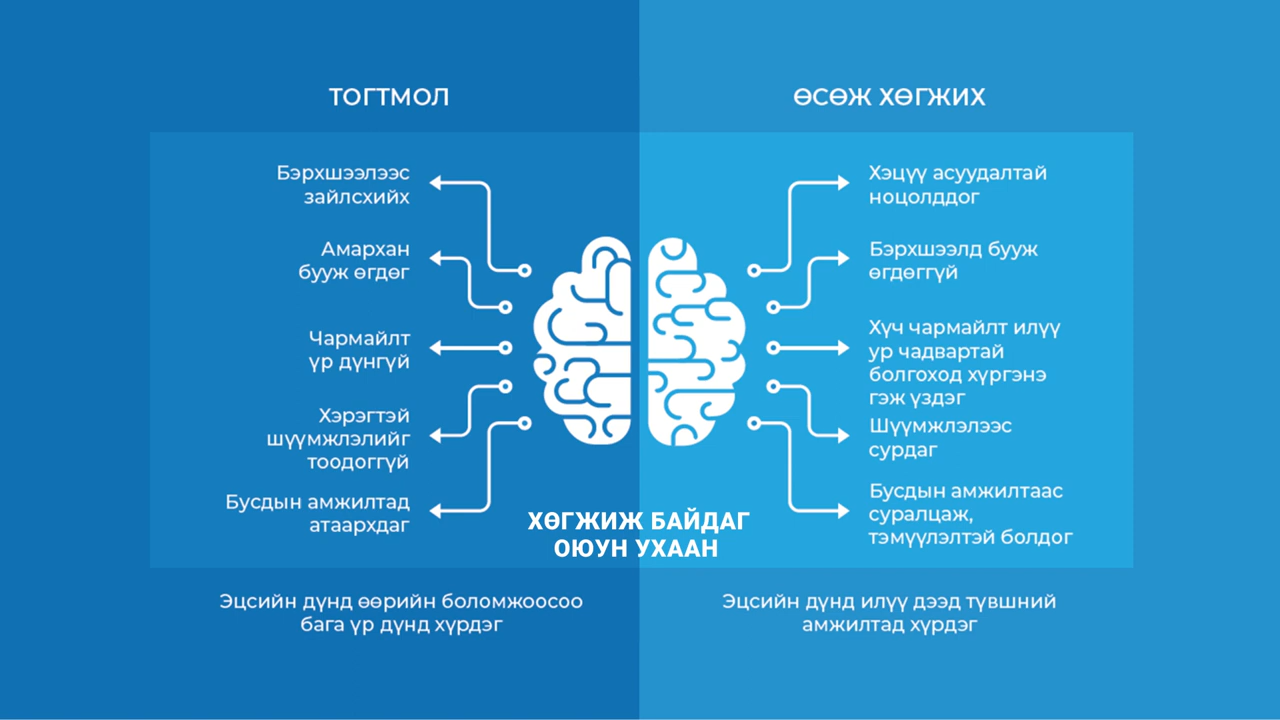 ТОГТМОЛ
Бэрхшээлээс
зайлсхийх
Амархан
бууж өгдөг
Чармайлт
үр дүнгүй
Хэрэгтэй
шүүмжлэлийг
тоодоггүй
Бусдын амжилтад
атаархдаг
Эцсийн дүнд өөрийн боломжоосоо
бага үр дүнд хүрдэг
ХӨГЖИЖ БАЙДАГ
ОЮУН УХААН
ӨСӨЖ ХӨГЖИХ
Хэцүү асуудалтай
ноцолддог
Бэрхшээлд бууж
өгдөггүй
Хүч чармайлт илүү
ур чадвартай
болгоход хүргэнэ
гэж үздэг
Шүүмжлэлээс
сурдаг
Бусдын амжилтаас
суралцаж,
тэмүүлэлтэй болдог
Эцсийн дүнд илүү дээд түвшний
амжилтад хүрдэг